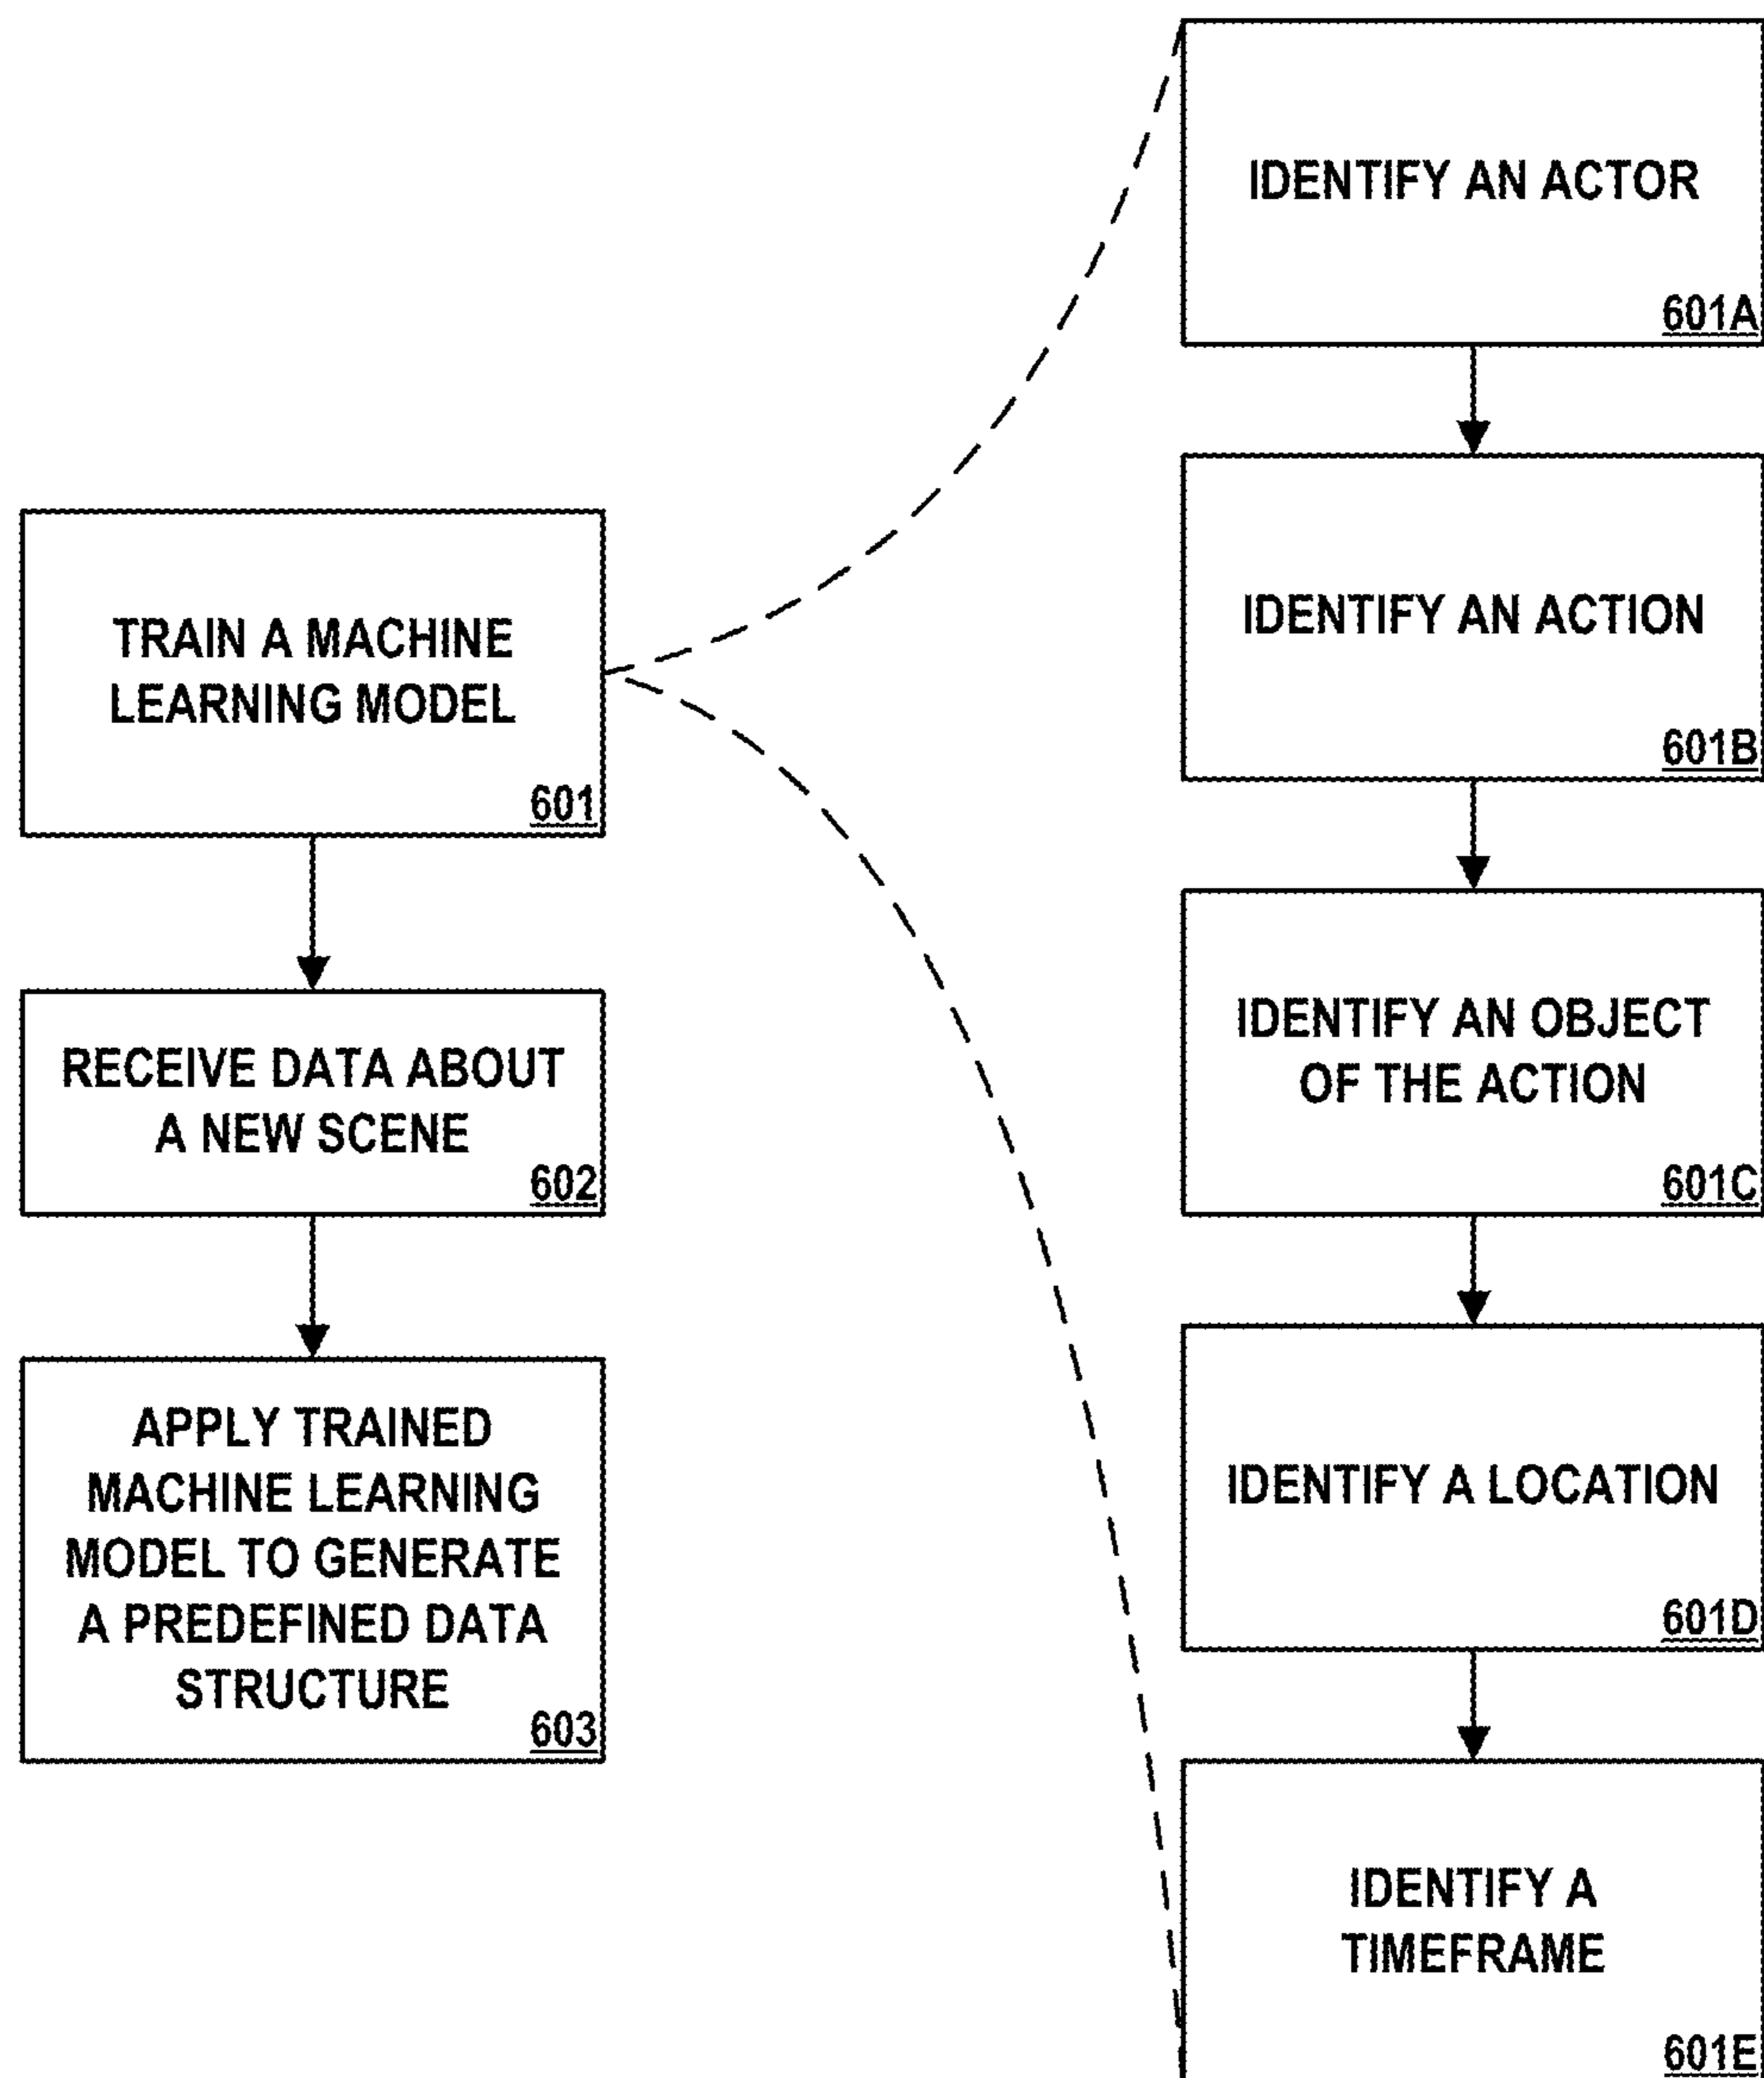 TRAIN A MACHINE
LEARNING MODEL
601
RECEIVE DATA ABOUT
A NEW SCENE
602
APPLY TRAINED
MACHINE LEARNING
MODEL TO GENERATE
A PREDEFINED DATA
STRUCTURE
603
IDENTIFY AN ACTOR
601A
IDENTIFY AN ACTION
601B
IDENTIFY AN OBJECT
OF THE ACTION
601C
IDENTIFY A LOCATION
601D
IDENTIFY A
TIMEFRAME
601E